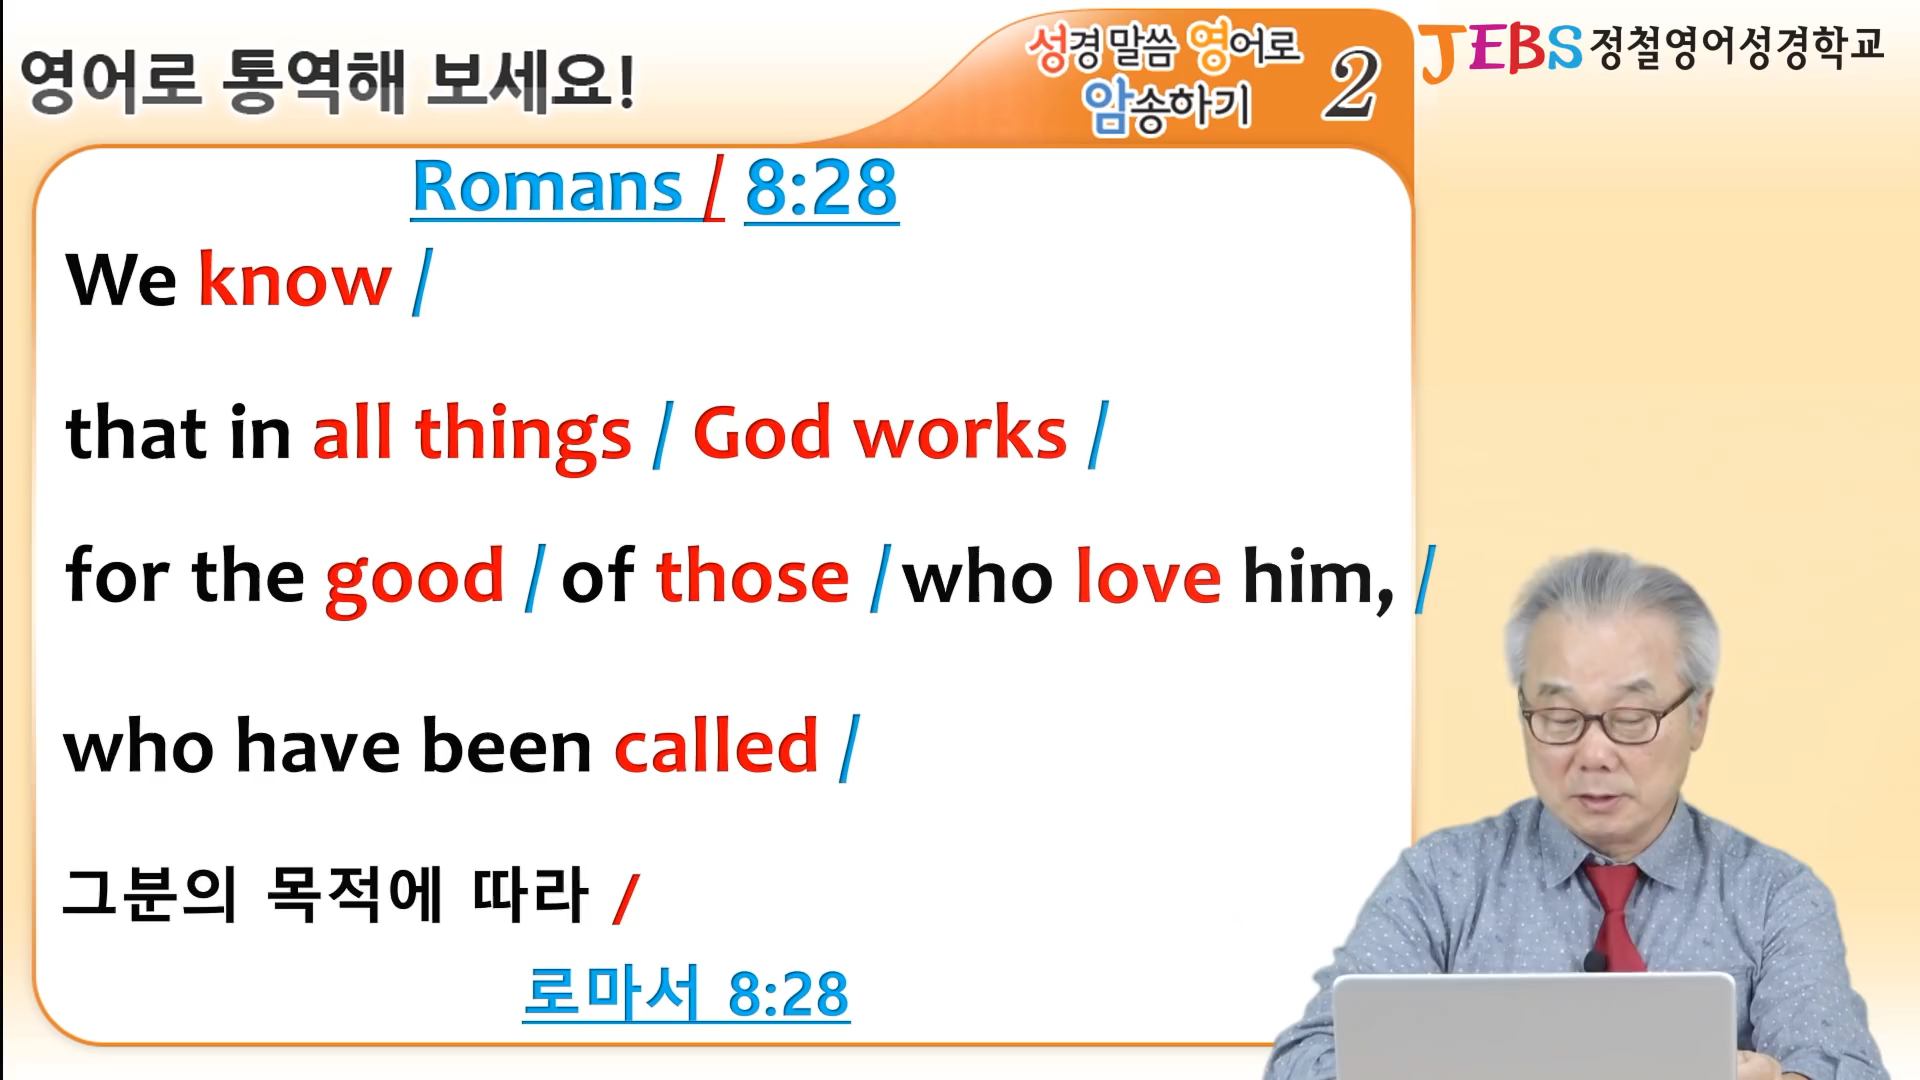 영어로 통역해 보세요!
성경 말씀 영어로
암송하기 2
JEBS 정철영어성경학교
Romans / 8:28
We know /
that in all things / God works /
for the good / of those / who love him, /
who have been called /
그분의 목적에 따라 /
로마서 8:28